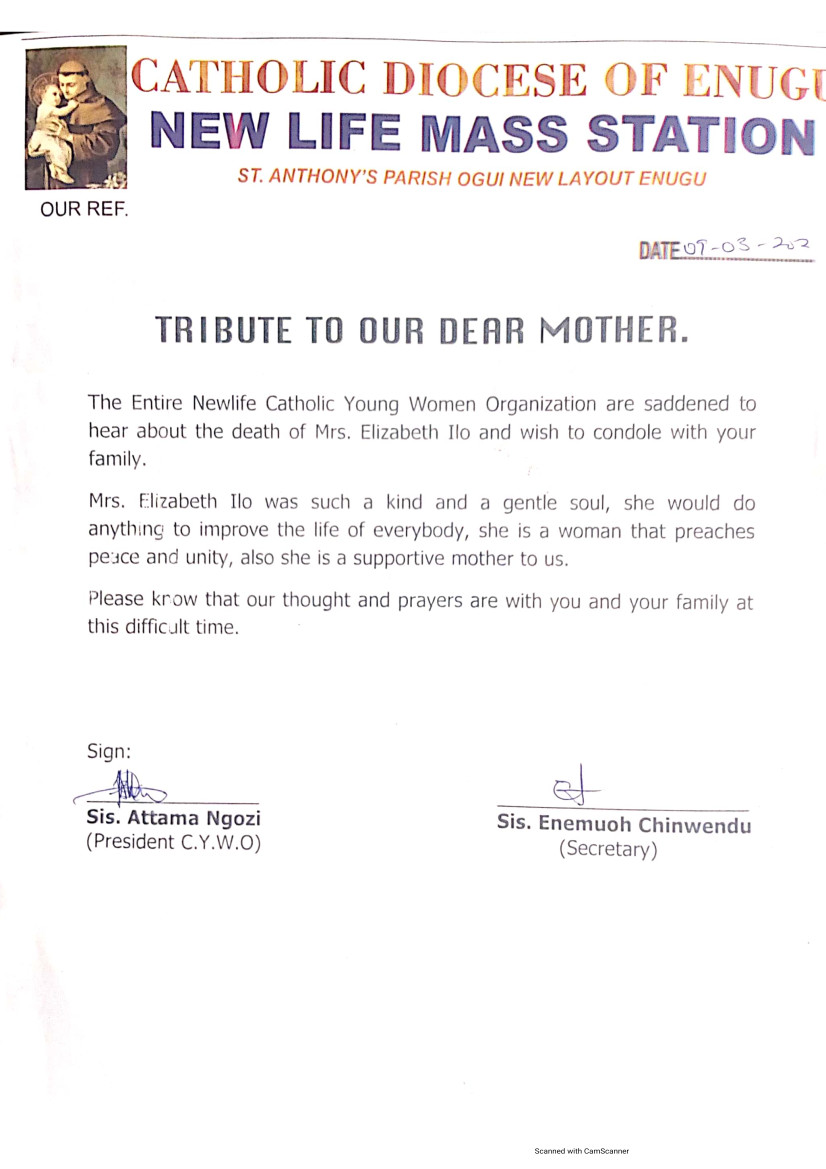 CATHOLIC DIOCESE OF ENUGU
NEW LIFE MASS STATION
ST. ANTHONY'S PARISH OGUI NEW LAYOUT ENUGU
OUR REF.
DATE 09-03-202
TRIBUTE TO OUR DEAR MOTHER.
The Entire Newlife Catholic Young Women Organization are saddened to
hear about the death of Mrs. Elizabeth Ilo and wish to condole with your
family.
Mrs. Elizabeth Ilo was such a kind and a gentle soul, she would do
anything to improve the life of everybody, she is a woman that preaches
peace and unity, also she is a supportive mother to us.
Please know that our thought and prayers are with you and your family at
this difficult time.
Sign:
Sis. Attama Ngozi
(President C.Y.W.O)
Sis. Enemuoh Chinwendu
(Secretary)
Scanned with CamScanner